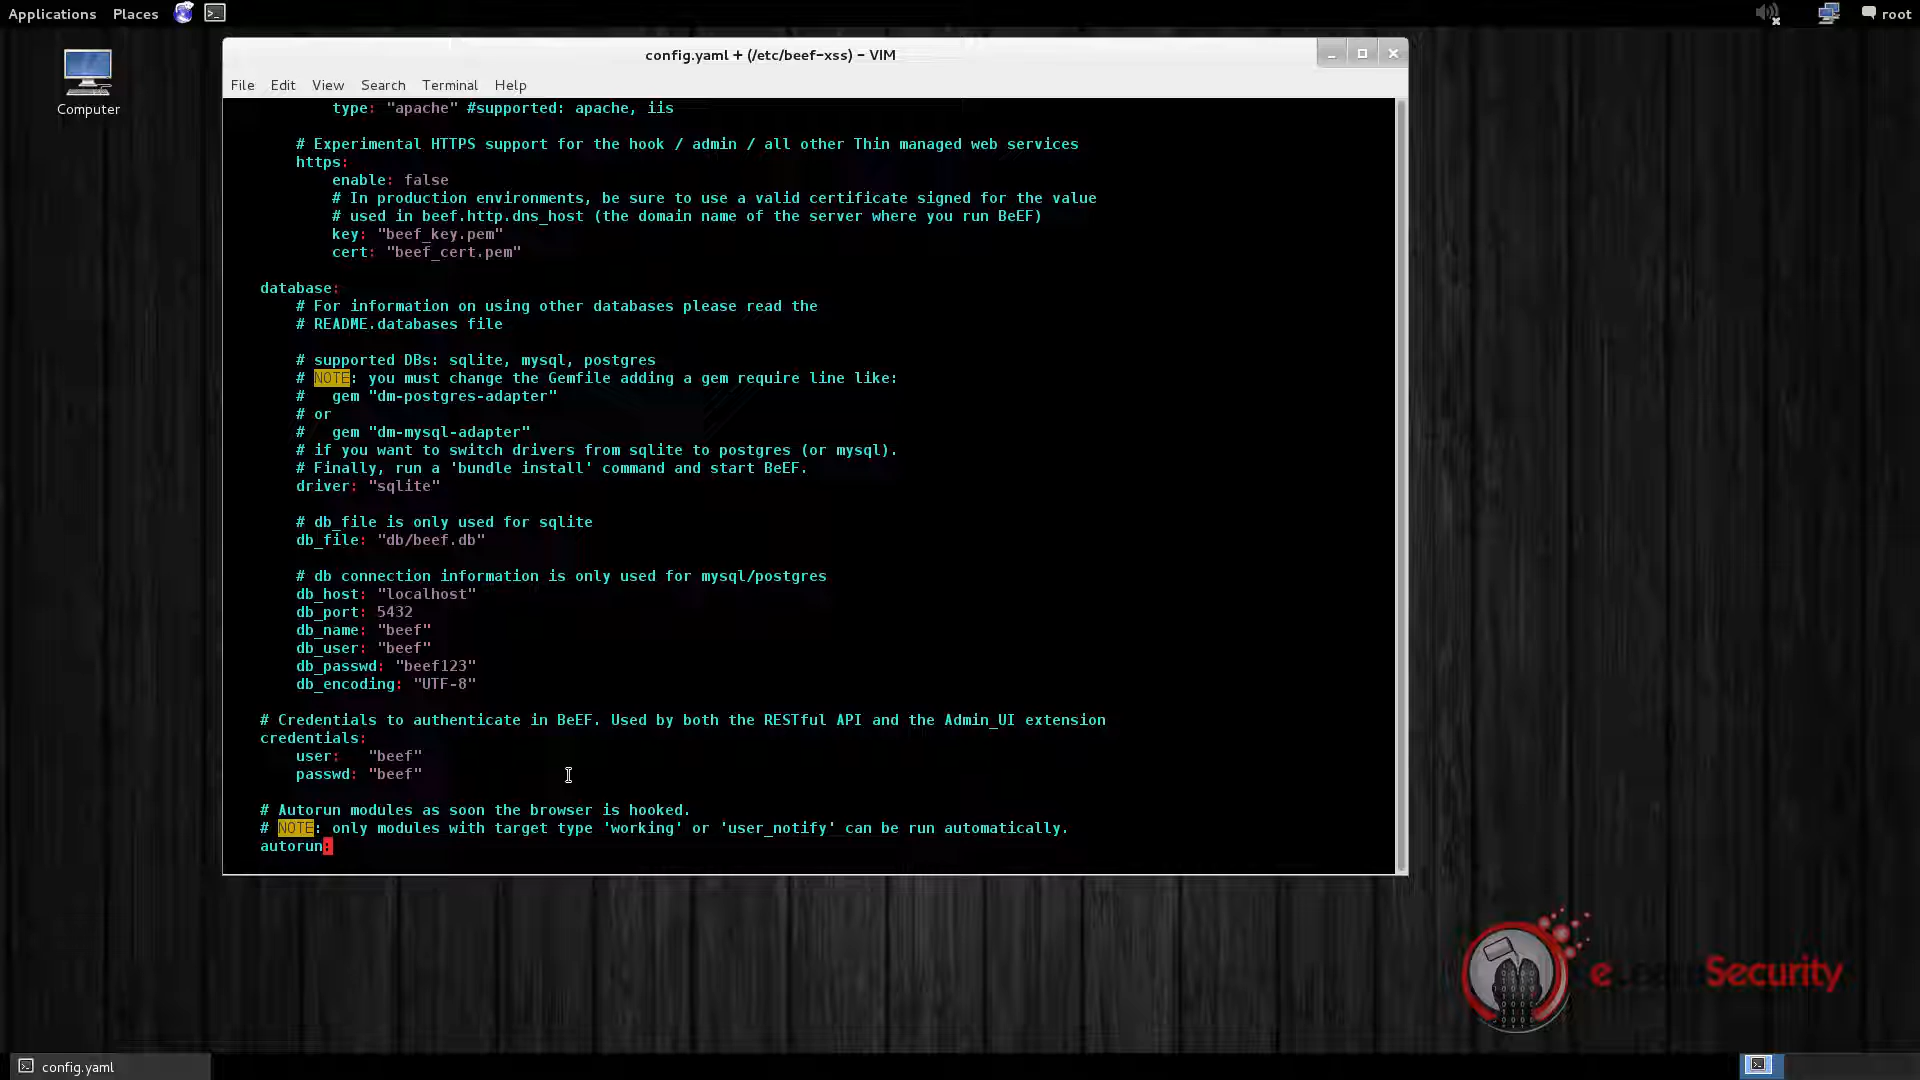 Applications Places root
Computer
config.yaml + (/etc/beef-xss) - VIM
File Edit View Search Terminal Help
type: "apache" #supported: apache, iis
# Experimental HTTPS support for the hook / admin / all other Thin managed web services
https:
enable: false
# In production environments, be sure to use a valid certificate signed for the value
# used in beef.http.dns_host (the domain name of the server where you run BeEF)
key: "beef_key.pem"
cert: "beef_cert.pem"
database:
# For information on using other databases please read the
# README.databases file
# supported DBs: sqlite, mysql, postgres
# NOTE: you must change the Gemfile adding a gem require line like:
#   gem "dm-postgres-adapter"
# or
#   gem "dm-mysql-adapter"
# if you want to switch drivers from sqlite to postgres (or mysql).
# Finally, run a 'bundle install' command and start BeEF.
driver: "sqlite"
# db_file is only used for sqlite
db_file: "db/beef.db"
# db connection information is only used for mysql/postgres
db_host: "localhost"
db_port: 5432
db_name: "beef"
db_user: "beef"
db_passwd: "beef123"
db_encoding: "UTF-8"
# Credentials to authenticate in BeEF. Used by both the RESTful API and the Admin_UI extension
credentials:
user:   "beef"
passwd: "beef"
# Autorun modules as soon the browser is hooked.
# NOTE: only modules with target type 'working' or 'user_notify' can be run automatically.
autorun:
eLearnSecurity
config.yaml